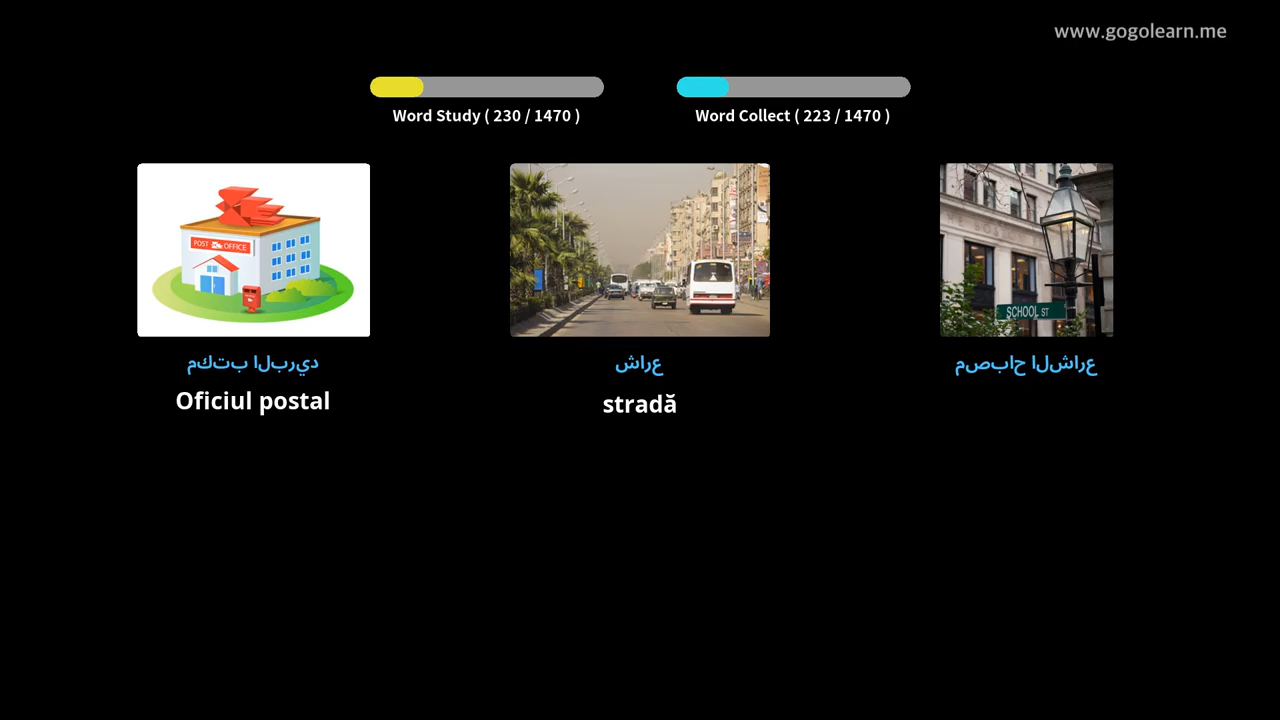 www.gogolearn.me
Word Study ( 230 / 1470 )
Word Collect ( 223 / 1470 )
POST OFFICE
SCHOOL ST
مكتب البريد
شارع
مصباح الشارع
Oficiul postal
stradă